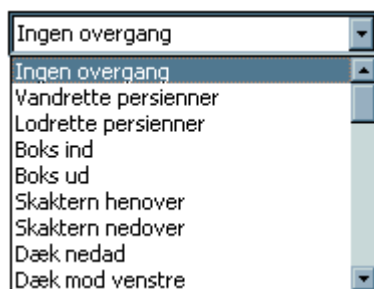 Ingen overgang
Ingen overgang
Vandrette persienner
Lodrette persienner
Boks ind
Boks ud
Skaktern henover
Skaktern nedover
Dæk nedad
Dæk mod venstre